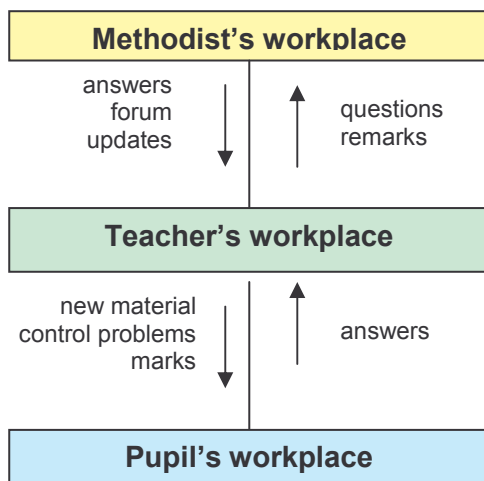 Methodist's workplace
answers
forum
updates
questions
remarks
Teacher's workplace
new material
control problems
marks
answers
Pupil's workplace